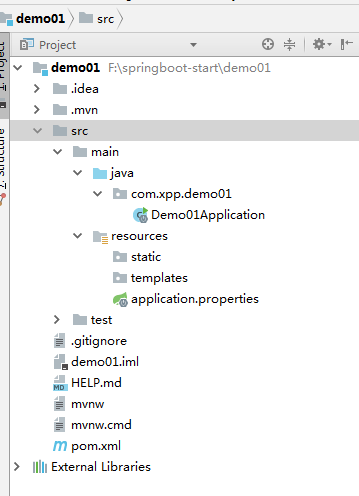 demo01 src
Project
1: Project
demo01 F:\springboot-start\demo01
.idea
.mvn
src
main
7: Structure
java
com.xpp.demo01
Demo01Application
resources
static
templates
application.properties
test
.gitignore
demo01.iml
MD HELP.md
mvnw
mvnw.cmd
m pom.xml
External Libraries